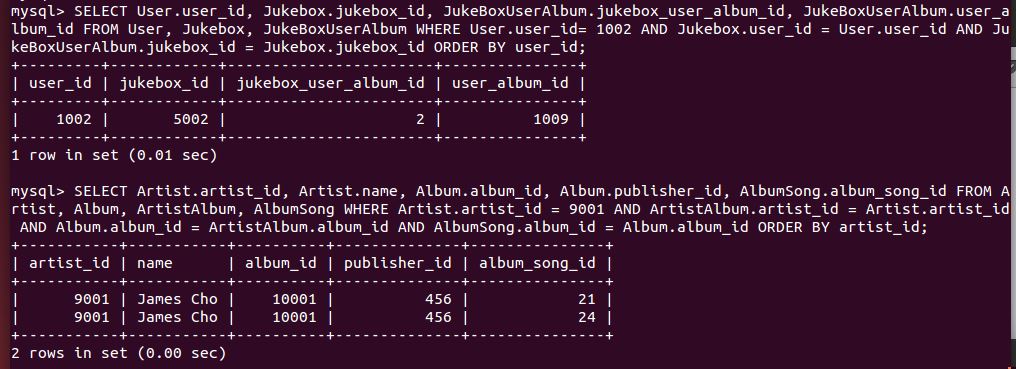 mysql> SELECT User.user_id, Jukebox.jukebox_id, JukeBoxUserAlbum.jukebox_user_album_id, JukeBoxUserAlbum.user_a
lbum_id FROM User, Jukebox, JukeBoxUserAlbum WHERE User.user_id= 1002 AND Jukebox.user_id = User.user_id AND Ju
keBoxUserAlbum.jukebox_id = Jukebox.jukebox_id ORDER BY user_id;
+---------+------------+-----------------------+---------------+
| user_id | jukebox_id | jukebox_user_album_id | user_album_id |
+---------+------------+-----------------------+---------------+
|    1002 |       5002 |                     2 |          1009 |
+---------+------------+-----------------------+---------------+
1 row in set (0.01 sec)
mysql> SELECT Artist.artist_id, Artist.name, Album.album_id, Album.publisher_id, AlbumSong.album_song_id FROM A
rtist, Album, ArtistAlbum, AlbumSong WHERE Artist.artist_id = 9001 AND ArtistAlbum.artist_id = Artist.artist_id
 AND Album.album_id = ArtistAlbum.album_id AND AlbumSong.album_id = Album.album_id ORDER BY artist_id;
+-----------+-----------+----------+--------------+---------------+
| artist_id | name      | album_id | publisher_id | album_song_id |
+-----------+-----------+----------+--------------+---------------+
|      9001 | James Cho |    10001 |          456 |            21 |
|      9001 | James Cho |    10001 |          456 |            24 |
+-----------+-----------+----------+--------------+---------------+
2 rows in set (0.00 sec)